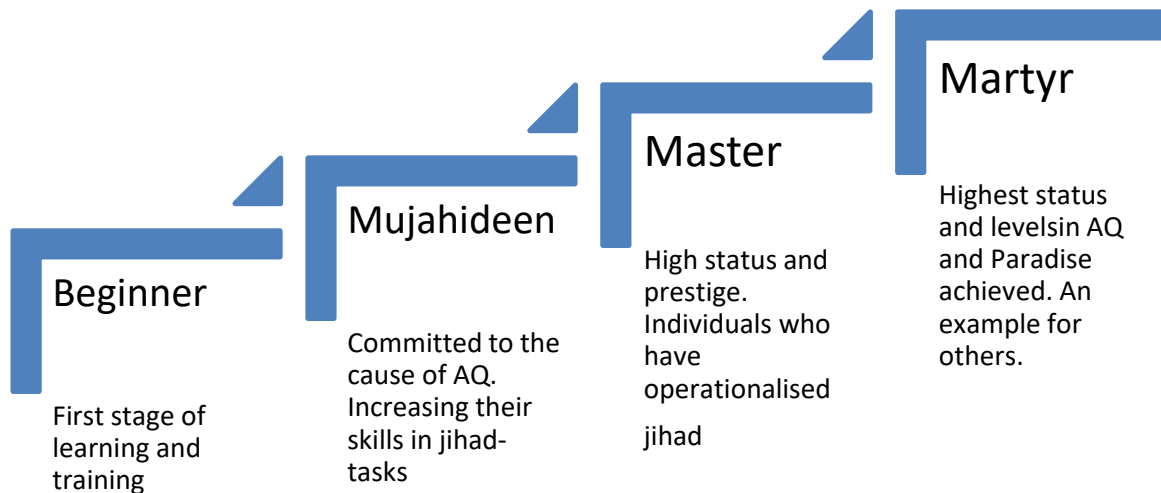 Beginner
First stage of
learning and
training
Mujahideen
Committed to the
cause of AQ.
Increasing their
skills in jihad-
tasks
Master
High status and
prestige.
Individuals who
have
operationalised
jihad
Martyr
Highest status
and levelsin AQ
and Paradise
achieved. An
example for
others.